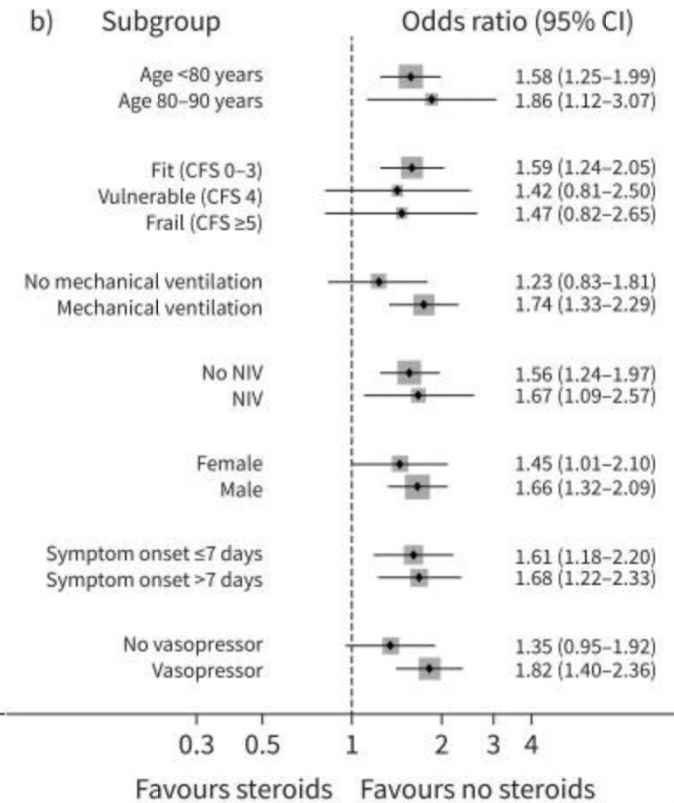 b) Subgroup Odds ratio (95% CI)
Age <80 years 1.58 (1.25–1.99)
Age 80–90 years 1.86 (1.12–3.07)
Fit (CFS 0–3) 1.59 (1.24–2.05)
Vulnerable (CFS 4) 1.42 (0.81–2.50)
Frail (CFS ≥5) 1.47 (0.82–2.65)
No mechanical ventilation 1.23 (0.83–1.81)
Mechanical ventilation 1.74 (1.33–2.29)
No NIV 1.56 (1.24–1.97)
NIV 1.67 (1.09–2.57)
Female 1.45 (1.01–2.10)
Male 1.66 (1.32–2.09)
Symptom onset ≤7 days 1.61 (1.18–2.20)
Symptom onset >7 days 1.68 (1.22–2.33)
No vasopressor 1.35 (0.95–1.92)
Vasopressor 1.82 (1.40–2.36)
0.3 0.5 1 2 3 4
Favours steroids Favours no steroids